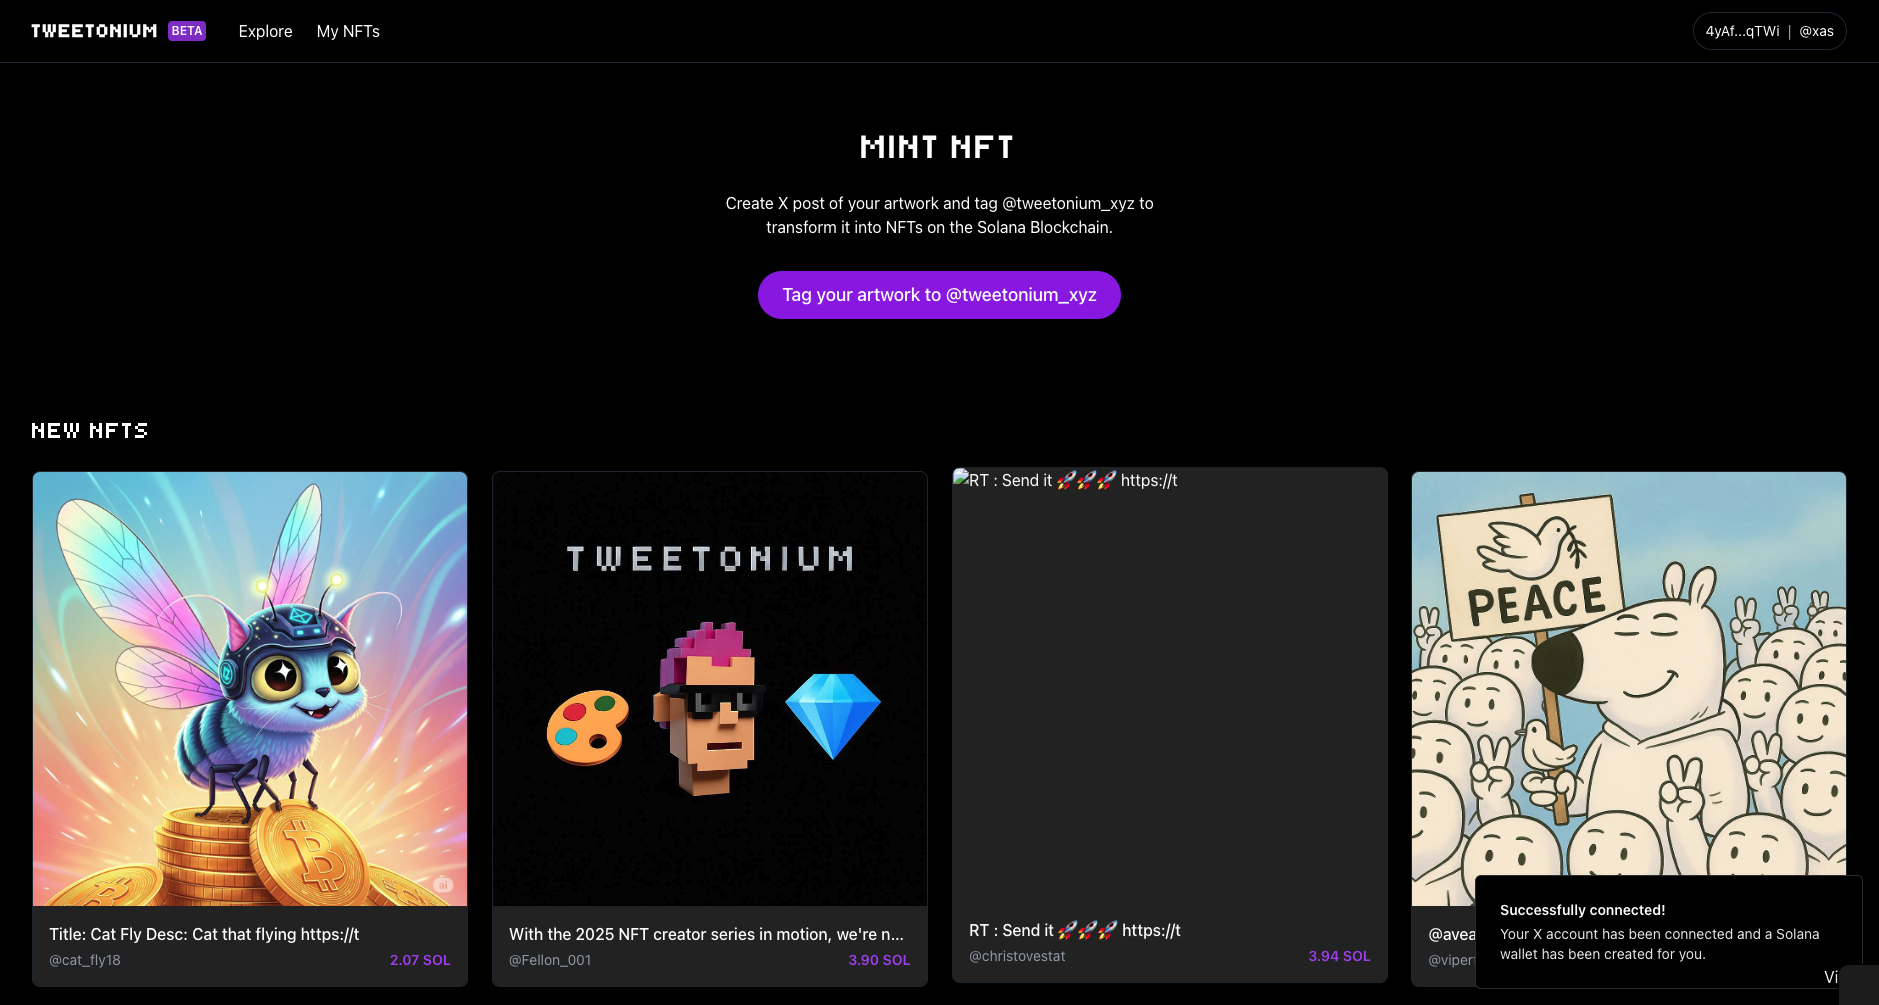 TWEETONIUM BETA Explore My NFTs 4yAf...qTWi | @xas
MINT NFT
Create X post of your artwork and tag @tweetonium_xyz to
transform it into NFTs on the Solana Blockchain.
Tag your artwork to @tweetonium_xyz
NEW NFTS
RT : Send it 🚀🚀🚀 https://t
TWEETONIUM
PEACE
ai
Title: Cat Fly Desc: Cat that flying https://t
@cat_fly18 2.07 SOL
With the 2025 NFT creator series in motion, we're n...
@Fellon_001 3.90 SOL
RT : Send it 🚀🚀🚀 https://t
@christovestat 3.94 SOL
@avea
@viper
Successfully connected!
Your X account has been connected and a Solana
wallet has been created for you.
Vi